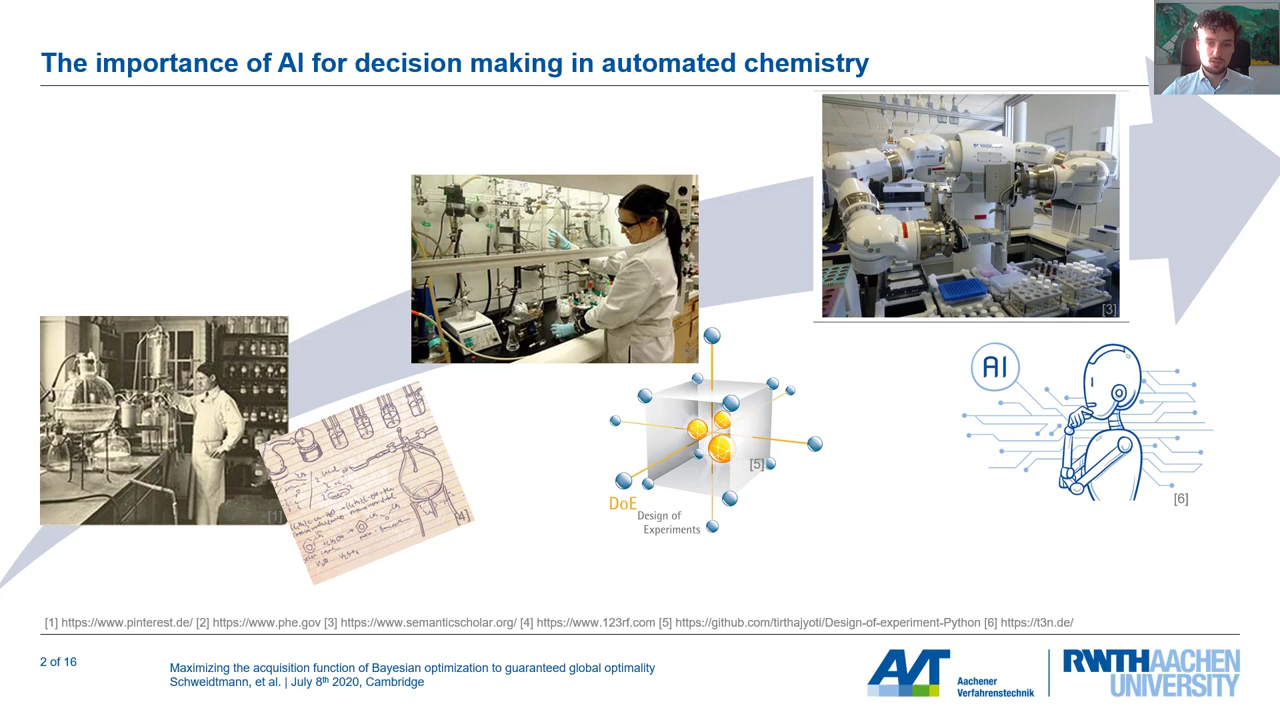 The importance of AI for decision making in automated chemistry
YASKAWA
[3]
AI
[1]
[4]
[5]
[6]
DoE
Design of
Experiments
[1] https://www.pinterest.de/ [2] https://www.phe.gov [3] https://www.semanticscholar.org/ [4] https://www.123rf.com [5] https://github.com/tirthajyoti/Design-of-experiment-Python [6] https://t3n.de/
2 of 16
Maximizing the acquisition function of Bayesian optimization to guaranteed global optimality
Schweidtmann, et al. | July 8th 2020, Cambridge
AVT
Aachener
Verfahrenstechnik
RWTHAACHEN
UNIVERSITY